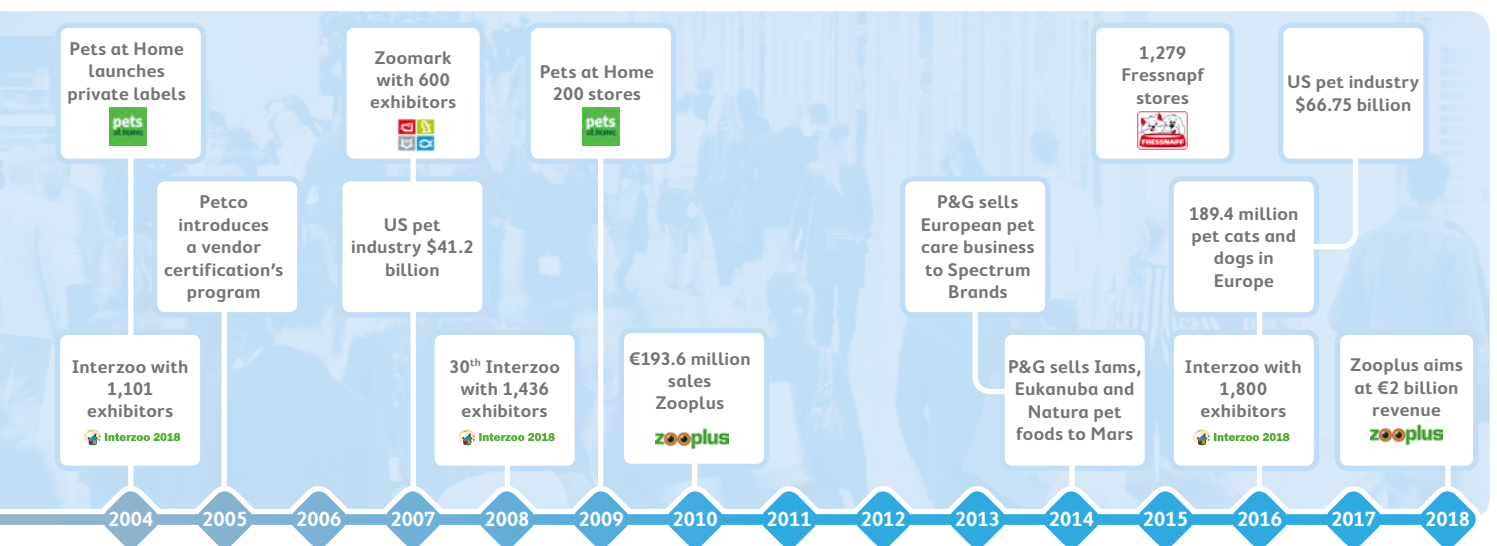 Pets at Home
launches
private labels
pets
at home
Zoomark
with 600
exhibitors
Pets at Home
200 stores
pets
at home
1,279
Fressnapf
stores
FRESSNAPF
US pet industry
$66.75 billion
Petco
introduces
a vendor
certification's
program
US pet
industry $41.2
billion
P&G sells
European pet
care business
to Spectrum
Brands
189.4 million
pet cats and
dogs in
Europe
Interzoo with
1,101
exhibitors
Interzoo 2018
30th Interzoo
with 1,436
exhibitors
Interzoo 2018
€193.6 million
sales
Zooplus
zooplus
P&G sells Iams,
Eukanuba and
Natura pet
foods to Mars
Interzoo with
1,800
exhibitors
Interzoo 2018
Zooplus aims
at €2 billion
revenue
zooplus
2004 2005 2006 2007 2008 2009 2010 2011 2012 2013 2014 2015 2016 2017 2018